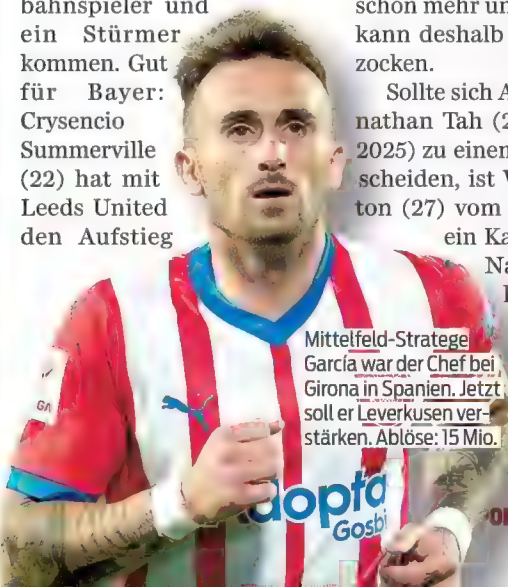 bahnspieler und
ein Stürmer
kommen. Gut
für Bayer:
Crysencio
Summerville
(22) hat mit
Leeds United
den Aufstieg
schon mehr un
kann deshalb
zocken.
Sollte sich A
nathan Tah (2
2025) zu einem
scheiden, ist V
ton (27) vom
ein Ka
Na
Mittelfeld-Stratege
García war der Chef bei
Girona in Spanien. Jetzt
soll er Leverkusen ver-
stärken. Ablöse: 15 Mio.
adopta
Gosbi